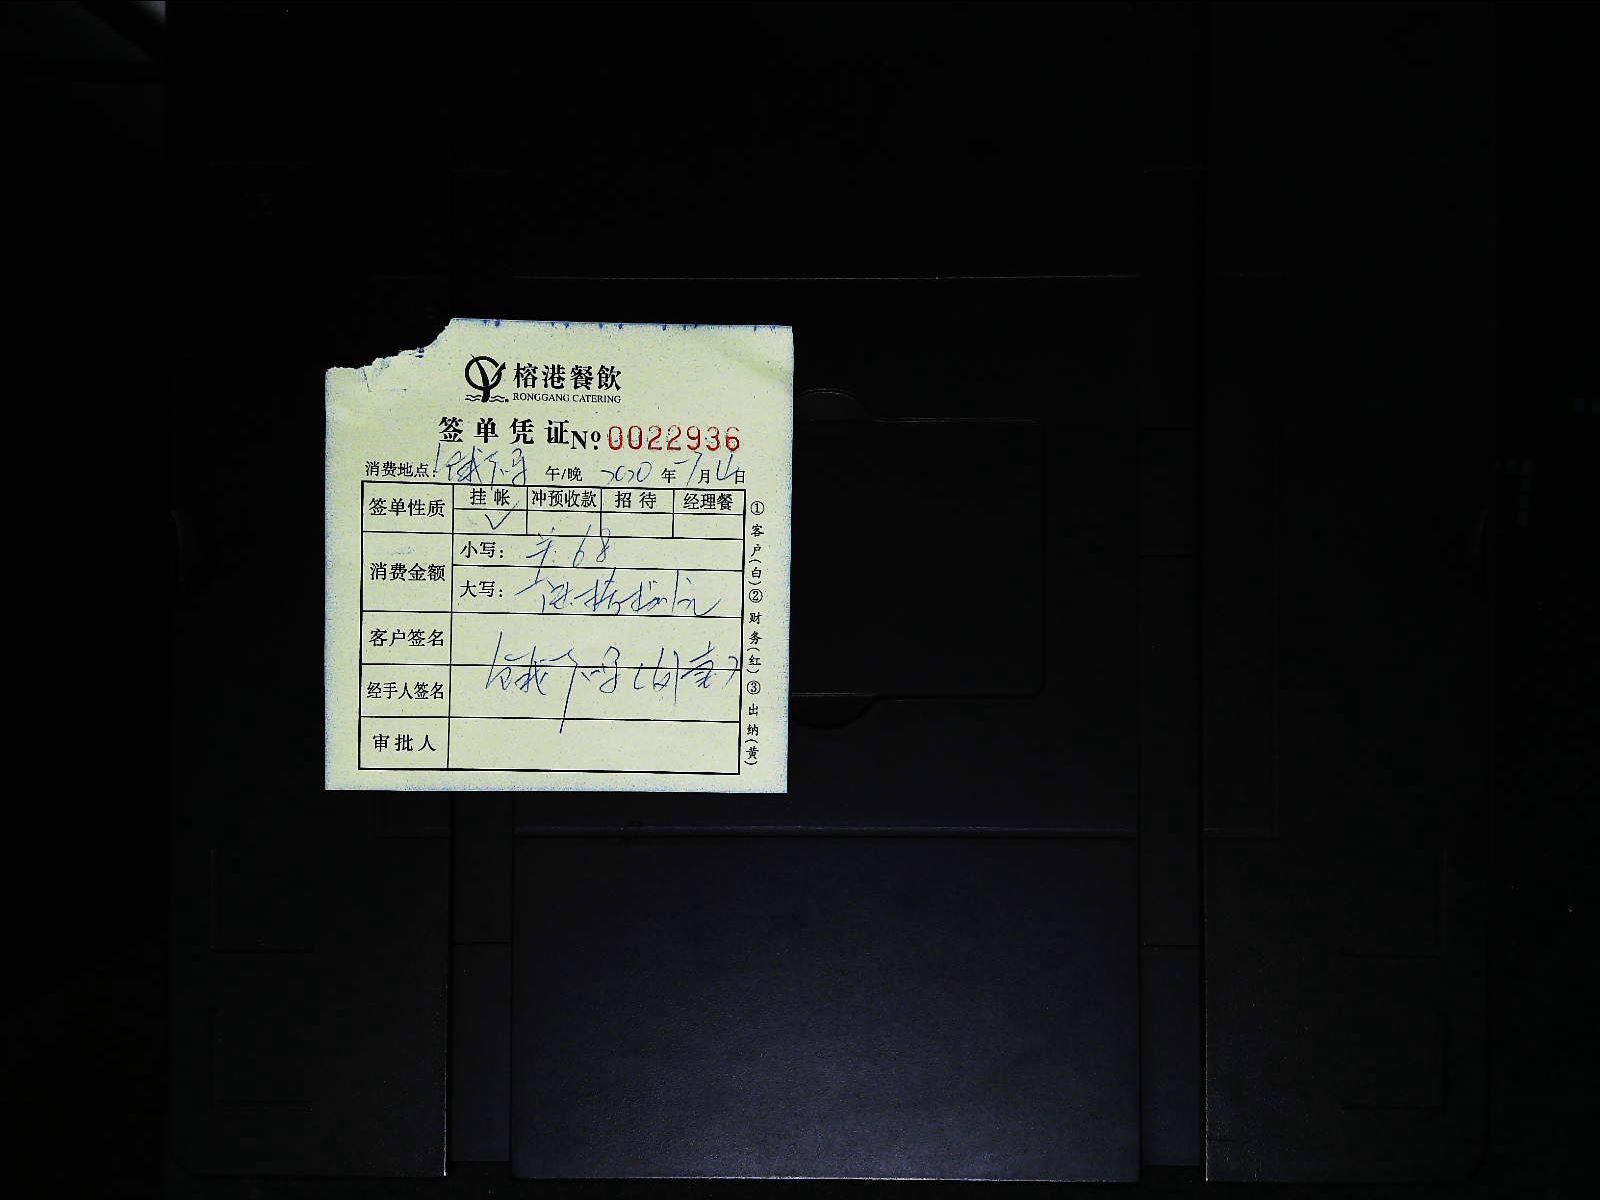 榕港餐飲
RONGGANG CATERING
签单凭证 No. 0022936
消费地点: 午/晚 2020 年 7 月 日
签单性质 挂帐 冲预收款 招待 经理餐
✓
消费金额 小写: 68
大写:
客户签名
经手人签名
审批人
①客户(白)②财务(红)③出纳(黄)